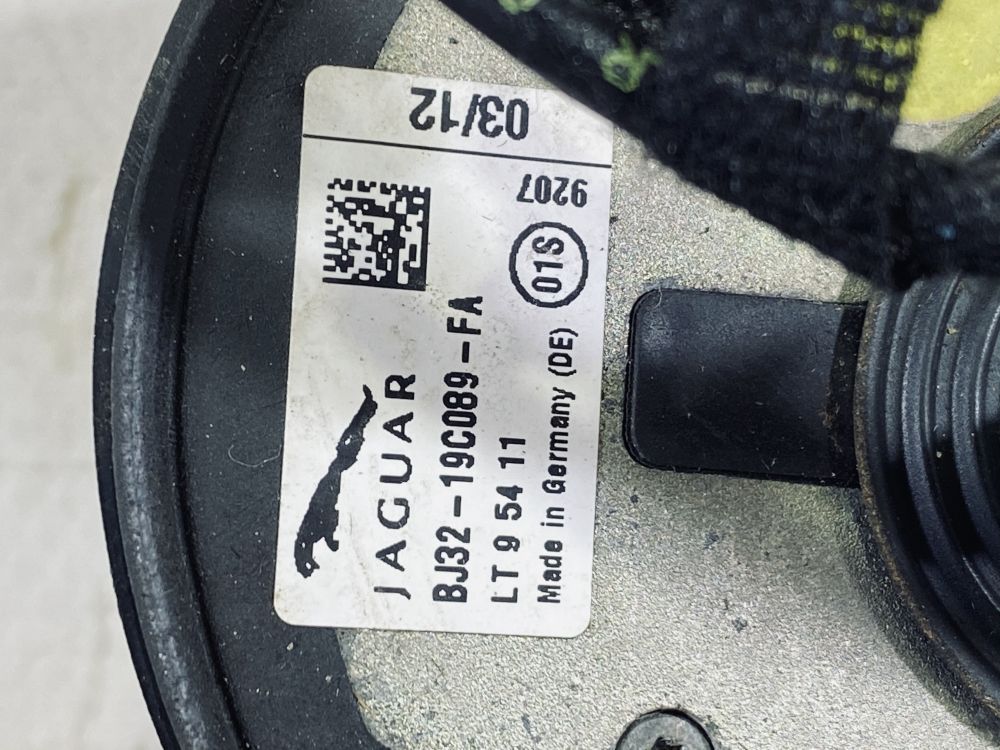 JAGUAR
BJ32-19C089-FA
LT 9 54 11
Made in Germany (DE)
01S
9207
03/12